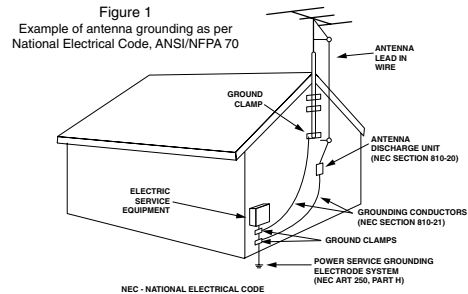 Figure 1
Example of antenna grounding as per
National Electrical Code, ANSI/NFPA 70
ANTENNA
LEAD IN
WIRE
GROUND
CLAMP
ANTENNA
DISCHARGE UNIT
(NEC SECTION 810-20)
ELECTRIC
SERVICE
EQUIPMENT
GROUNDING CONDUCTORS
(NEC SECTION 810-21)
GROUND CLAMPS
POWER SERVICE GROUNDING
ELECTRODE SYSTEM
(NEC ART 250, PART H)
NEC - NATIONAL ELECTRICAL CODE